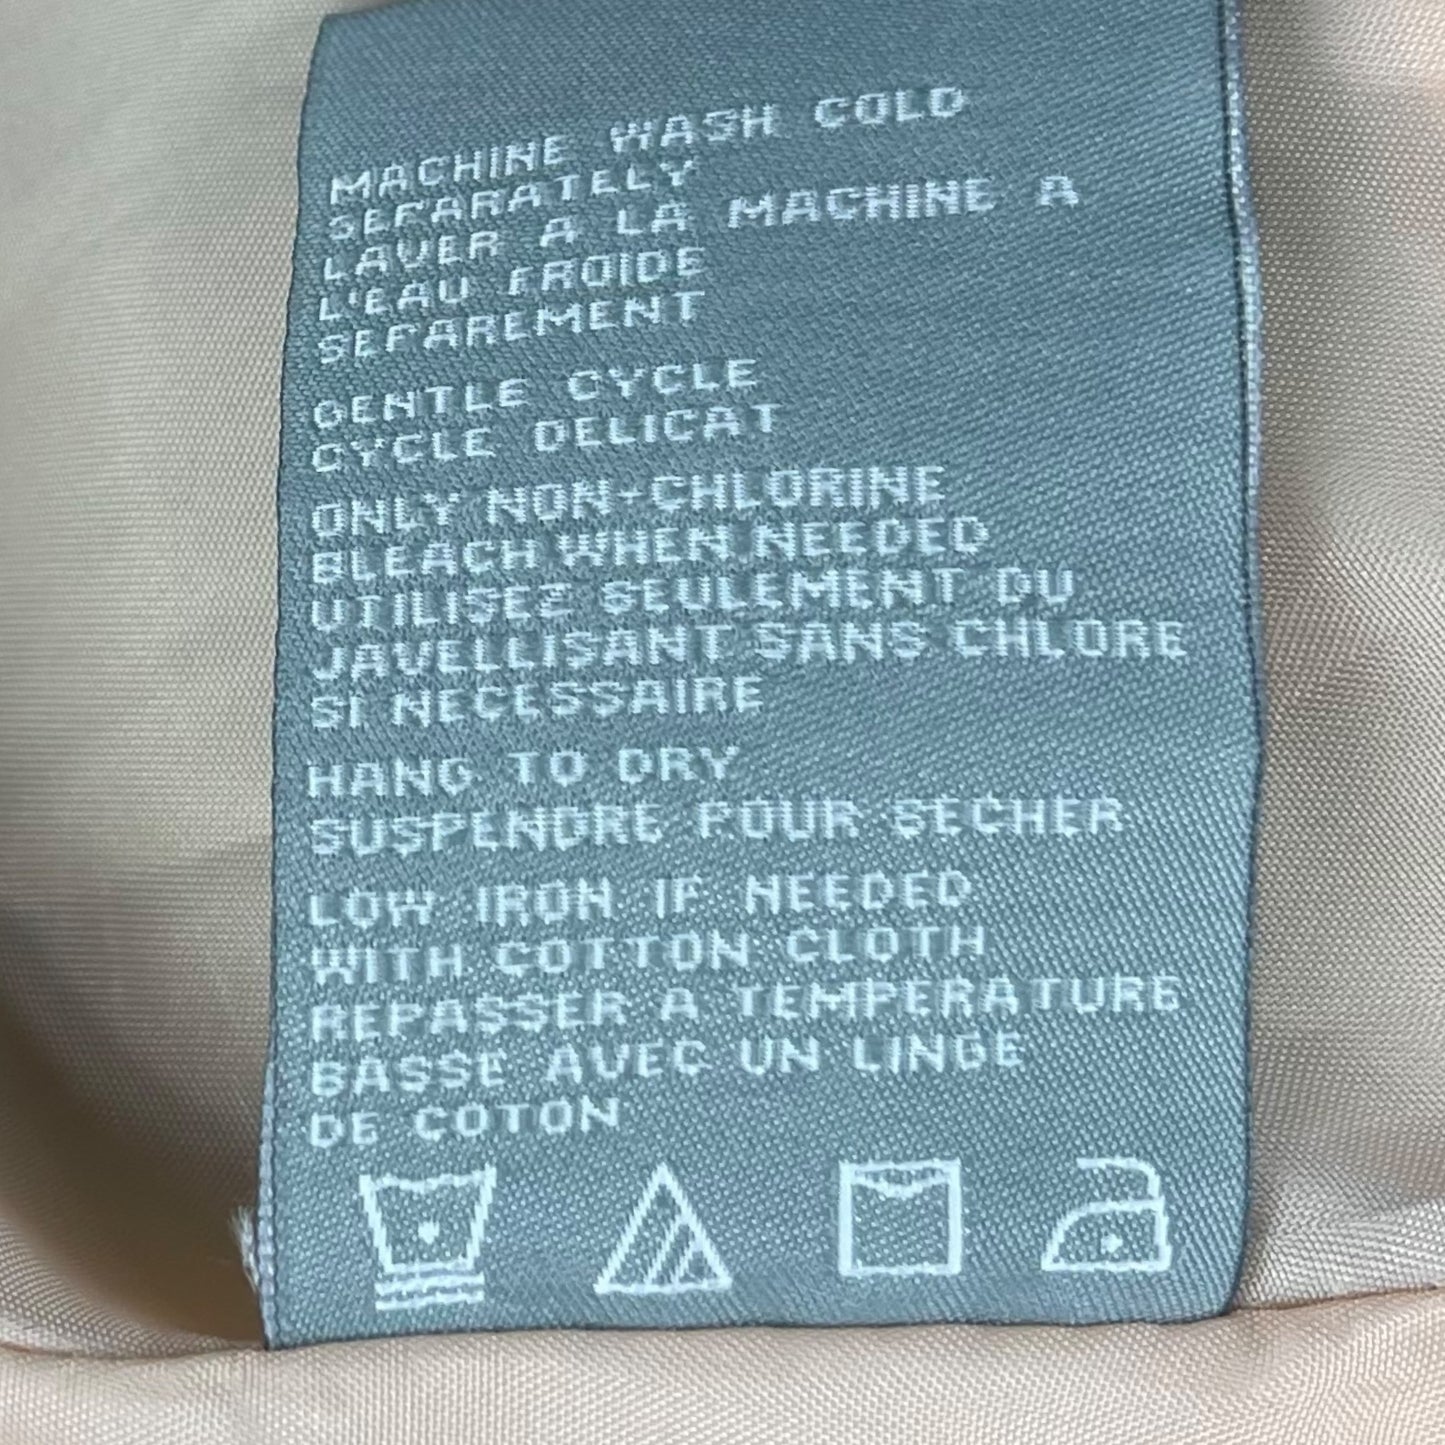 MACHINE WASH COLD
SEPARATELY
LAVER A LA MACHINE A
L'EAU FROIDE
SEPAREMENT
GENTLE CYCLE
CYCLE DELICAT
ONLY NON-CHLORINE
BLEACH WHEN NEEDED
UTILISEZ SEULEMENT DU
JAVELLISANT SANS CHLORE
SI NECESSAIRE
HANG TO DRY
SUSPENDRE POUR SECHER
LOW IRON IF NEEDED
WITH COTTON CLOTH
REPASSER A TEMPERATURE
BASSE AVEC UN LINGE
DE COTON